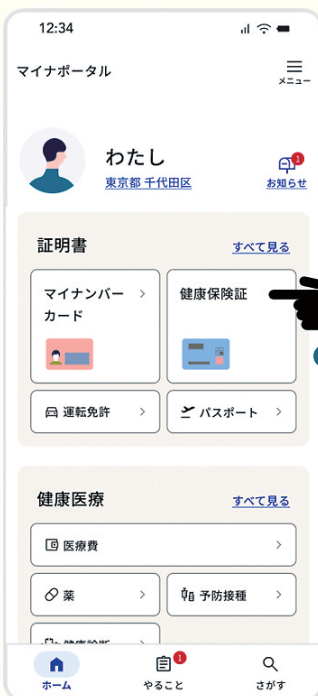 12:34
マイナポータル
メニュー
わたし
東京都 千代田区
1
お知らせ
証明書
すべて見る
マイナンバー
カード
健康保険証
運転免許
パスポート
健康医療
すべて見る
医療費
薬
予防接種
健康診断
1
ホーム
やること
さがす